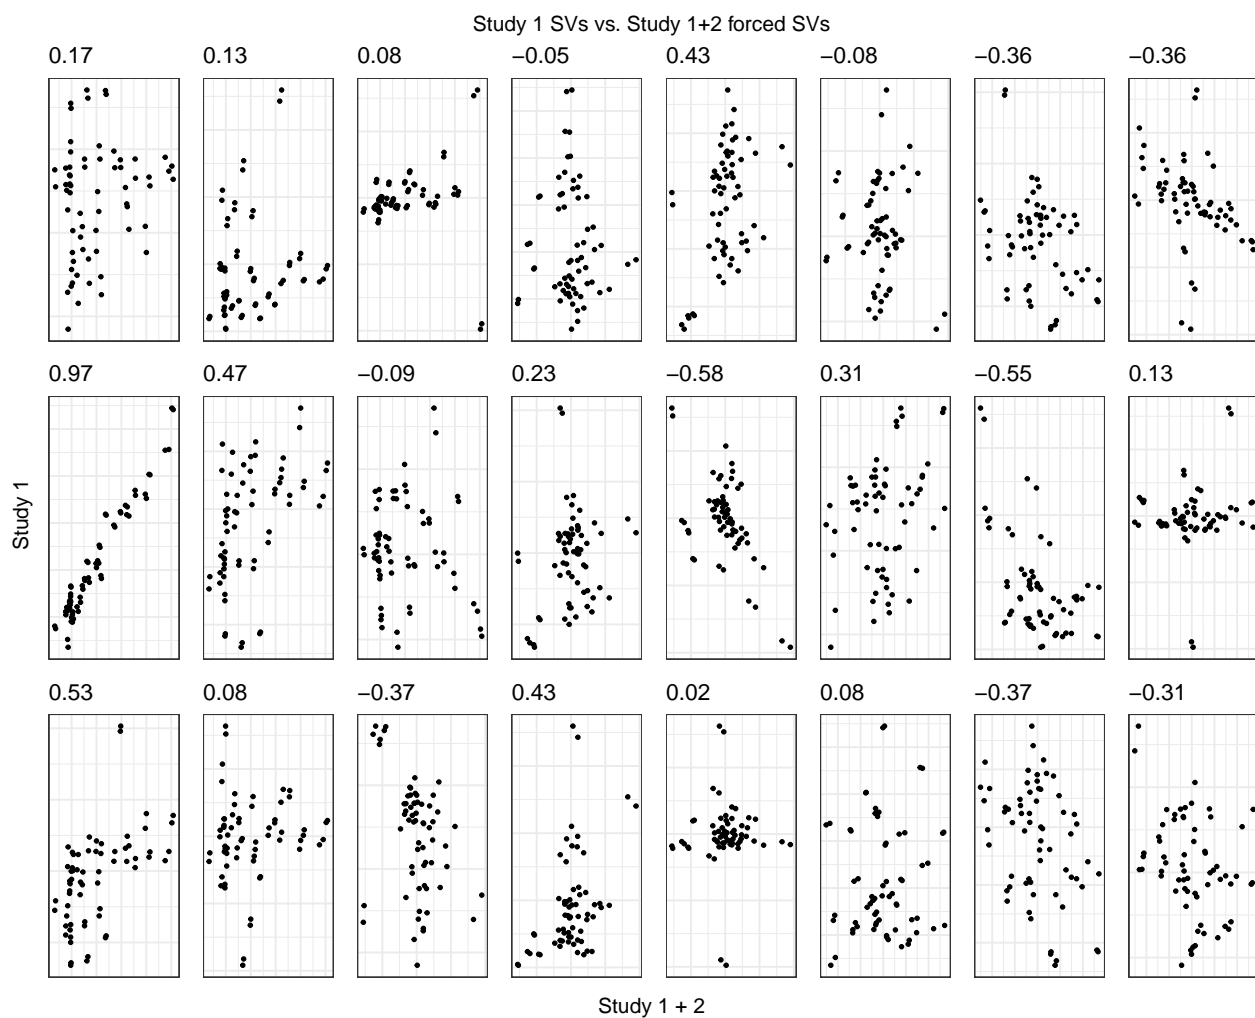 Study 1 SVs vs. Study 1+2 forced SVs
0.17 0.13 0.08 −0.05 0.43 −0.08 −0.36 −0.36
0.97 0.47 −0.09 0.23 −0.58 0.31 −0.55 0.13
Study 1
0.53 0.08 −0.37 0.43 0.02 0.08 −0.37 −0.31
Study 1 + 2